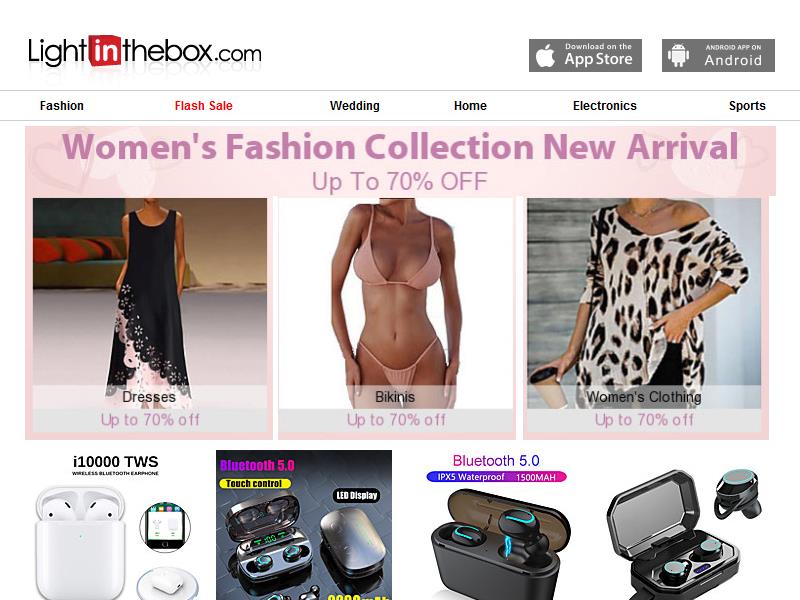 Lightinthebox.com
Download on the
App Store
ANDROID APP ON
Android
Fashion Flash Sale Wedding Home Electronics Sports
Women's Fashion Collection New Arrival
Up To 70% OFF
Dresses Bikinis Women's Clothing
Up to 70% off Up to 70% off Up to 70% off
i10000 TWS
WIRELESS BLUETOOTH EARPHONE
Bluetooth 5.0
Touch control
LED Display
Bluetooth 5.0
IPX5 Waterproof 1500MAH